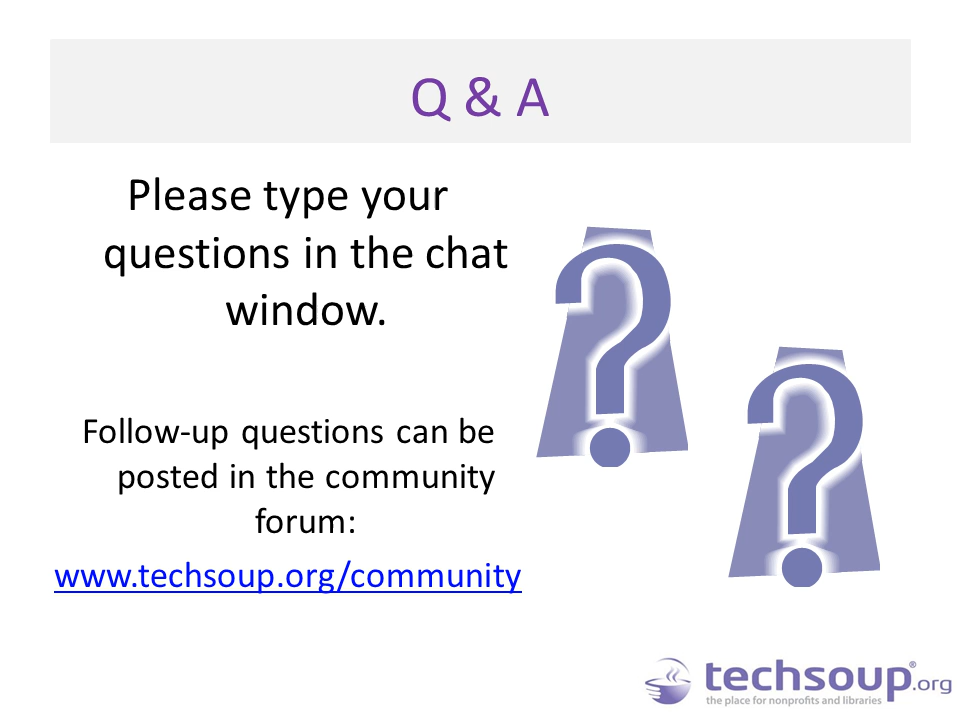 Q & A
Please type your
questions in the chat
window.
Follow-up questions can be
posted in the community
forum:
www.techsoup.org/community
? 
?
techsoup®.org
the place for nonprofits and libraries